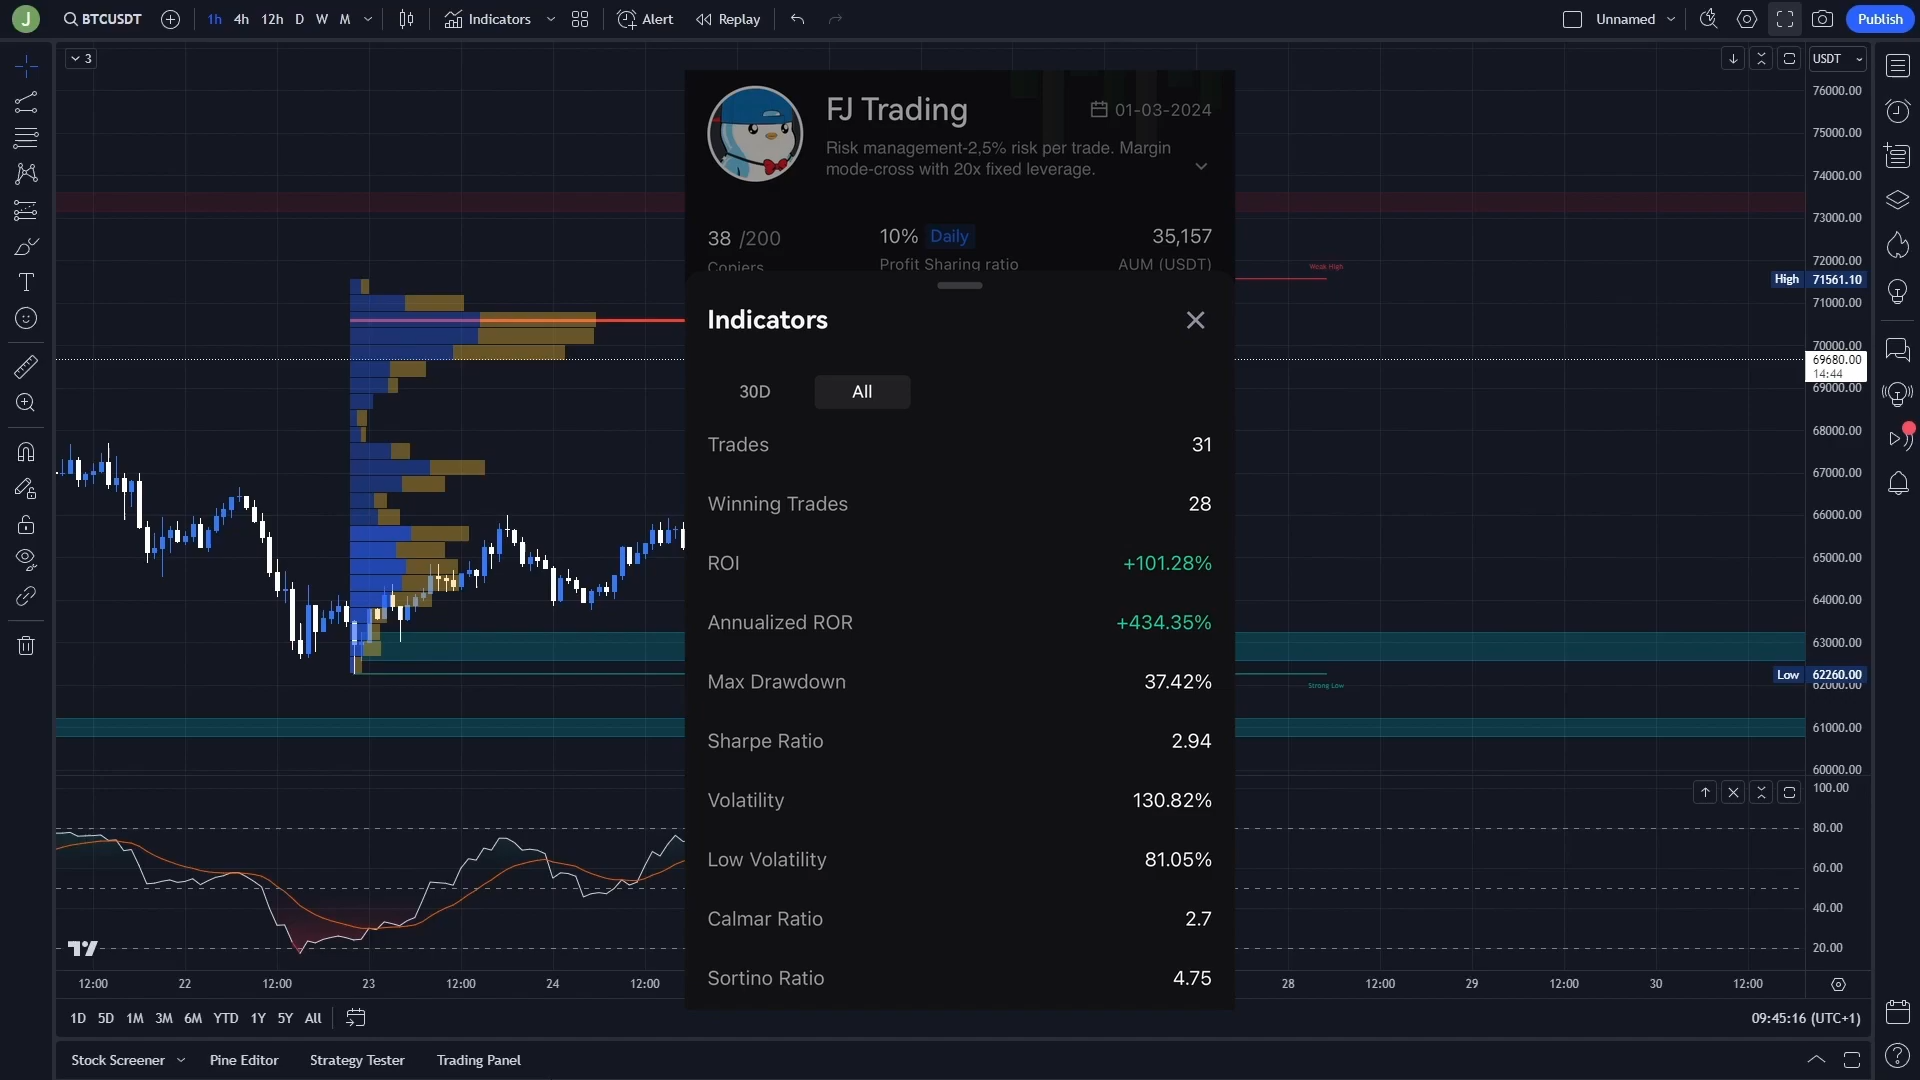 J
BTCUSDT
1h 4h 12h D W M
Indicators
Alert
Replay
Unnamed
Publish
3
USDT
76000.00
75000.00
74000.00
73000.00
72000.00
High 71561.10
71000.00
70000.00
69680.00
14:44
69000.00
68000.00
67000.00
66000.00
65000.00
64000.00
63000.00
Low 62260.00
62000.00
61000.00
60000.00
Weak High
Strong Low
FJ Trading
01-03-2024
Risk management-2,5% risk per trade. Margin
mode-cross with 20x fixed leverage.
38 /200
Copiers
10% Daily
Profit Sharing ratio
35,157
AUM (USDT)
Indicators
30D All
Trades 31
Winning Trades 28
ROI +101.28%
Annualized ROR +434.35%
Max Drawdown 37.42%
Sharpe Ratio 2.94
Volatility 130.82%
Low Volatility 81.05%
Calmar Ratio 2.7
Sortino Ratio 4.75
100.00
80.00
60.00
40.00
20.00
12:00 22 12:00 23 12:00 24 12:00 28 12:00 29 12:00 30 12:00
1D 5D 1M 3M 6M YTD 1Y 5Y All
09:45:16 (UTC+1)
Stock Screener Pine Editor Strategy Tester Trading Panel